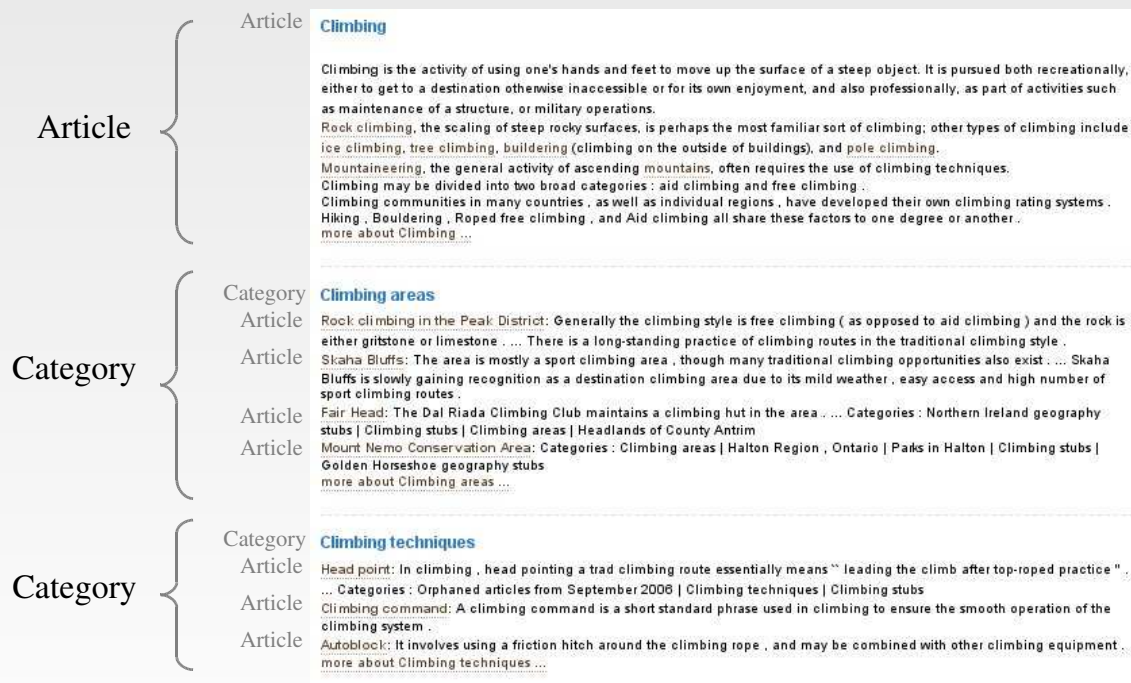 Article Climbing
Climbing is the activity of using one's hands and feet to move up the surface of a steep object. It is pursued both recreationally,
either to get to a destination otherwise inaccessible or for its own enjoyment, and also professionally, as part of activities such
as maintenance of a structure, or military operations.
Article
Rock climbing, the scaling of steep rocky surfaces, is perhaps the most familiar sort of climbing; other types of climbing include
ice climbing, tree climbing, buildering (climbing on the outside of buildings), and pole climbing.
Mountaineering, the general activity of ascending mountains, often requires the use of climbing techniques.
Climbing may be divided into two broad categories : aid climbing and free climbing .
Climbing communities in many countries , as well as individual regions , have developed their own climbing rating systems .
Hiking , Bouldering , Roped free climbing , and Aid climbing all share these factors to one degree or another .
more about Climbing ...
Category Climbing areas
Article Rock climbing in the Peak District: Generally the climbing style is free climbing ( as opposed to aid climbing ) and the rock is
either gritstone or limestone . ... There is a long-standing practice of climbing routes in the traditional climbing style .
Article Skaha Bluffs: The area is mostly a sport climbing area , though many traditional climbing opportunities also exist . ... Skaha
Category
Bluffs is slowly gaining recognition as a destination climbing area due to its mild weather , easy access and high number of
sport climbing routes .
Article Fair Head: The Dal Riada Climbing Club maintains a climbing hut in the area . ... Categories : Northern Ireland geography
stubs | Climbing stubs | Climbing areas | Headlands of County Antrim
Article Mount Nemo Conservation Area: Categories : Climbing areas | Halton Region , Ontario | Parks in Halton | Climbing stubs |
Golden Horseshoe geography stubs
more about Climbing areas ...
Category Climbing techniques
Article Head point: In climbing , head pointing a trad climbing route essentially means `` leading the climb after top-roped practice " .
... Categories : Orphaned articles from September 2006 | Climbing techniques | Climbing stubs
Category
Article Climbing command: A climbing command is a short standard phrase used in climbing to ensure the smooth operation of the
climbing system .
Article Autoblock: It involves using a friction hitch around the climbing rope , and may be combined with other climbing equipment .
more about Climbing techniques ...